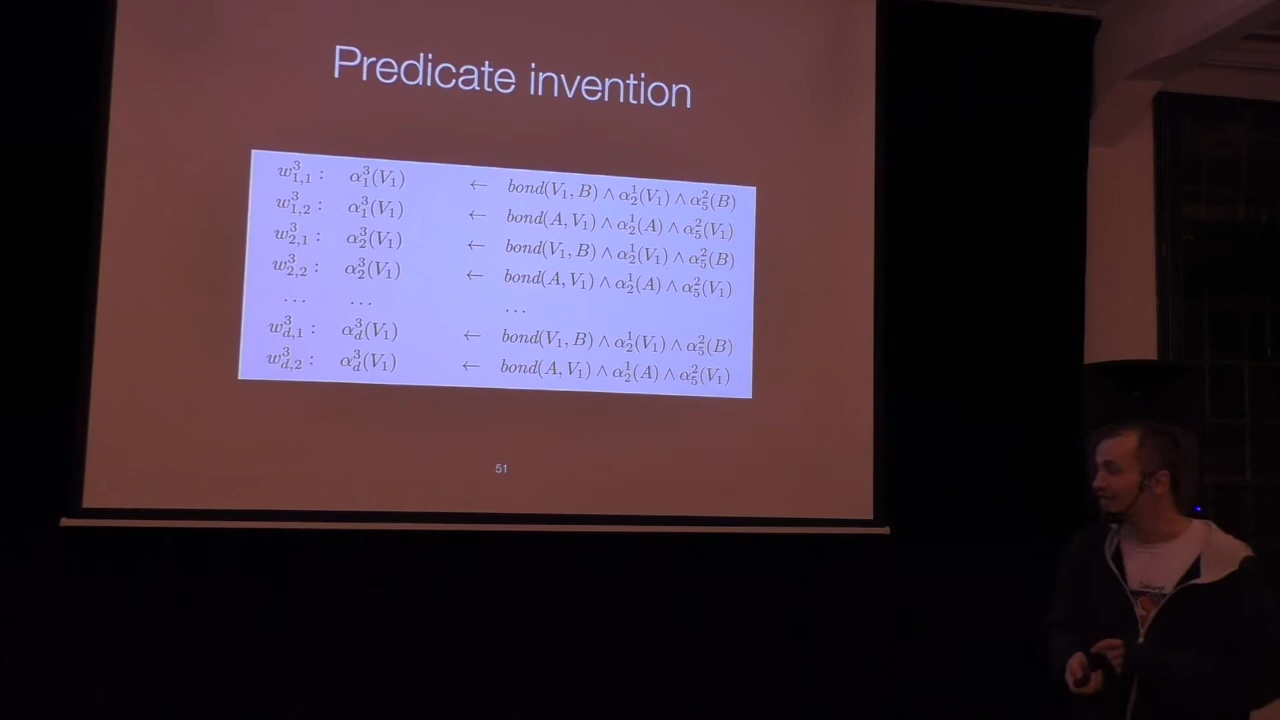 Predicate invention
w³₁,₁ : α³₁(V₁) ← bond(V₁, B) ∧ α¹₂(V₁) ∧ α²₅(B)
w³₁,₂ : α³₁(V₁) ← bond(A, V₁) ∧ α¹₂(A) ∧ α²₅(V₁)
w³₂,₁ : α³₂(V₁) ← bond(V₁, B) ∧ α¹₂(V₁) ∧ α²₅(B)
w³₂,₂ : α³₂(V₁) ← bond(A, V₁) ∧ α¹₂(A) ∧ α²₅(V₁)
... ... ...
w³d,₁ : α³d(V₁) ← bond(V₁, B) ∧ α¹₂(V₁) ∧ α²₅(B)
w³d,₂ : α³d(V₁) ← bond(A, V₁) ∧ α¹₂(A) ∧ α²₅(V₁)
51